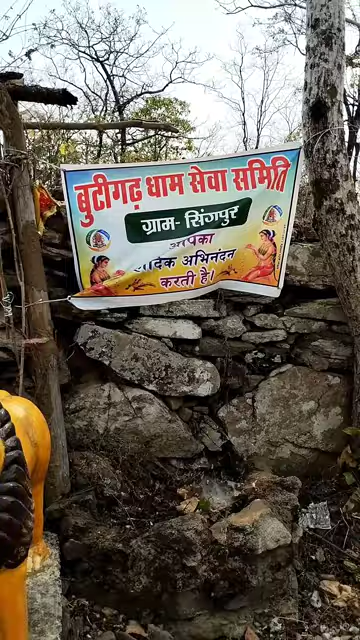 बुटीगढ़ धाम सेवा समिति
ग्राम- सिंगपुर
आपका
हार्दिक अभिनंदन
करती है।